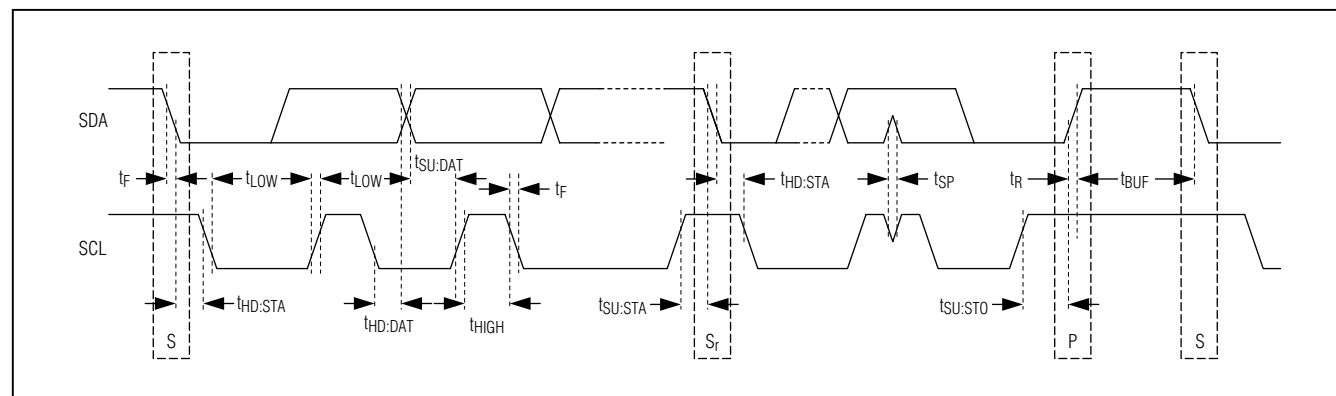 SDA
tSU:DAT
tF
tLOW
tLOW
tF
tHD:STA
tSP
tR
tBUF
SCL
tHD:STA
tHD:DAT
tHIGH
tSU:STA
tSU:STO
S
Sr
P
S